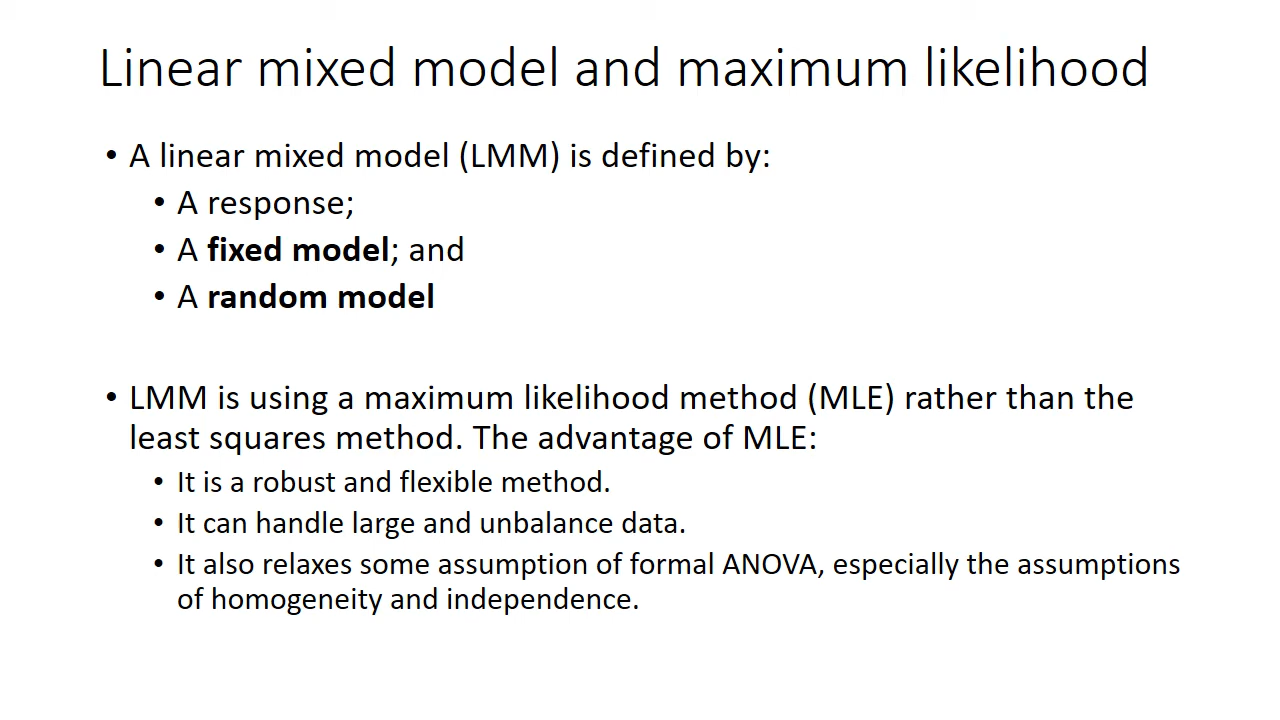 Linear mixed model and maximum likelihood
• A linear mixed model (LMM) is defined by:
• A response;
• A fixed model; and
• A random model
• LMM is using a maximum likelihood method (MLE) rather than the
least squares method. The advantage of MLE:
• It is a robust and flexible method.
• It can handle large and unbalance data.
• It also relaxes some assumption of formal ANOVA, especially the assumptions
of homogeneity and independence.